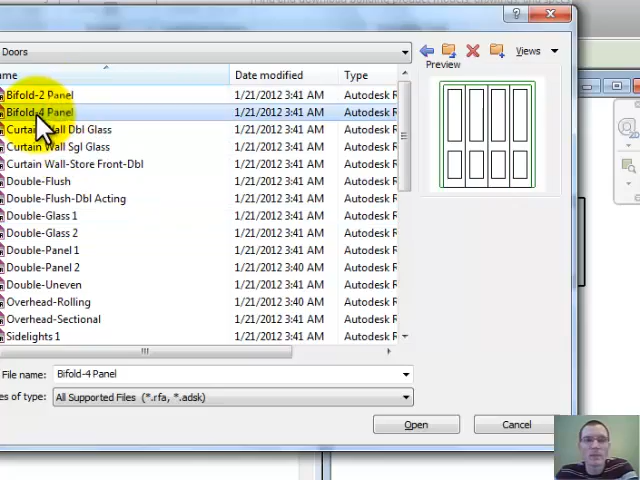 Doors
Views
Preview
ame
Date modified
Type
Bifold-2 Panel 1/21/2012 3:41 AM Autodesk R
Bifold-4 Panel 1/21/2012 3:41 AM Autodesk R
Curtain Wall Dbl Glass 1/21/2012 3:41 AM Autodesk R
Curtain Wall Sgl Glass 1/21/2012 3:41 AM Autodesk R
Curtain Wall-Store Front-Dbl 1/21/2012 3:41 AM Autodesk R
Double-Flush 1/21/2012 3:41 AM Autodesk R
Double-Flush-Dbl Acting 1/21/2012 3:41 AM Autodesk R
Double-Glass 1 1/21/2012 3:41 AM Autodesk R
Double-Glass 2 1/21/2012 3:41 AM Autodesk R
Double-Panel 1 1/21/2012 3:41 AM Autodesk R
Double-Panel 2 1/21/2012 3:40 AM Autodesk R
Double-Uneven 1/21/2012 3:41 AM Autodesk R
Overhead-Rolling 1/21/2012 3:40 AM Autodesk R
Overhead-Sectional 1/21/2012 3:41 AM Autodesk R
Sidelights 1 1/21/2012 3:41 AM Autodesk R
File name: Bifold-4 Panel
es of type: All Supported Files (*.rfa, *.adsk)
Open
Cancel